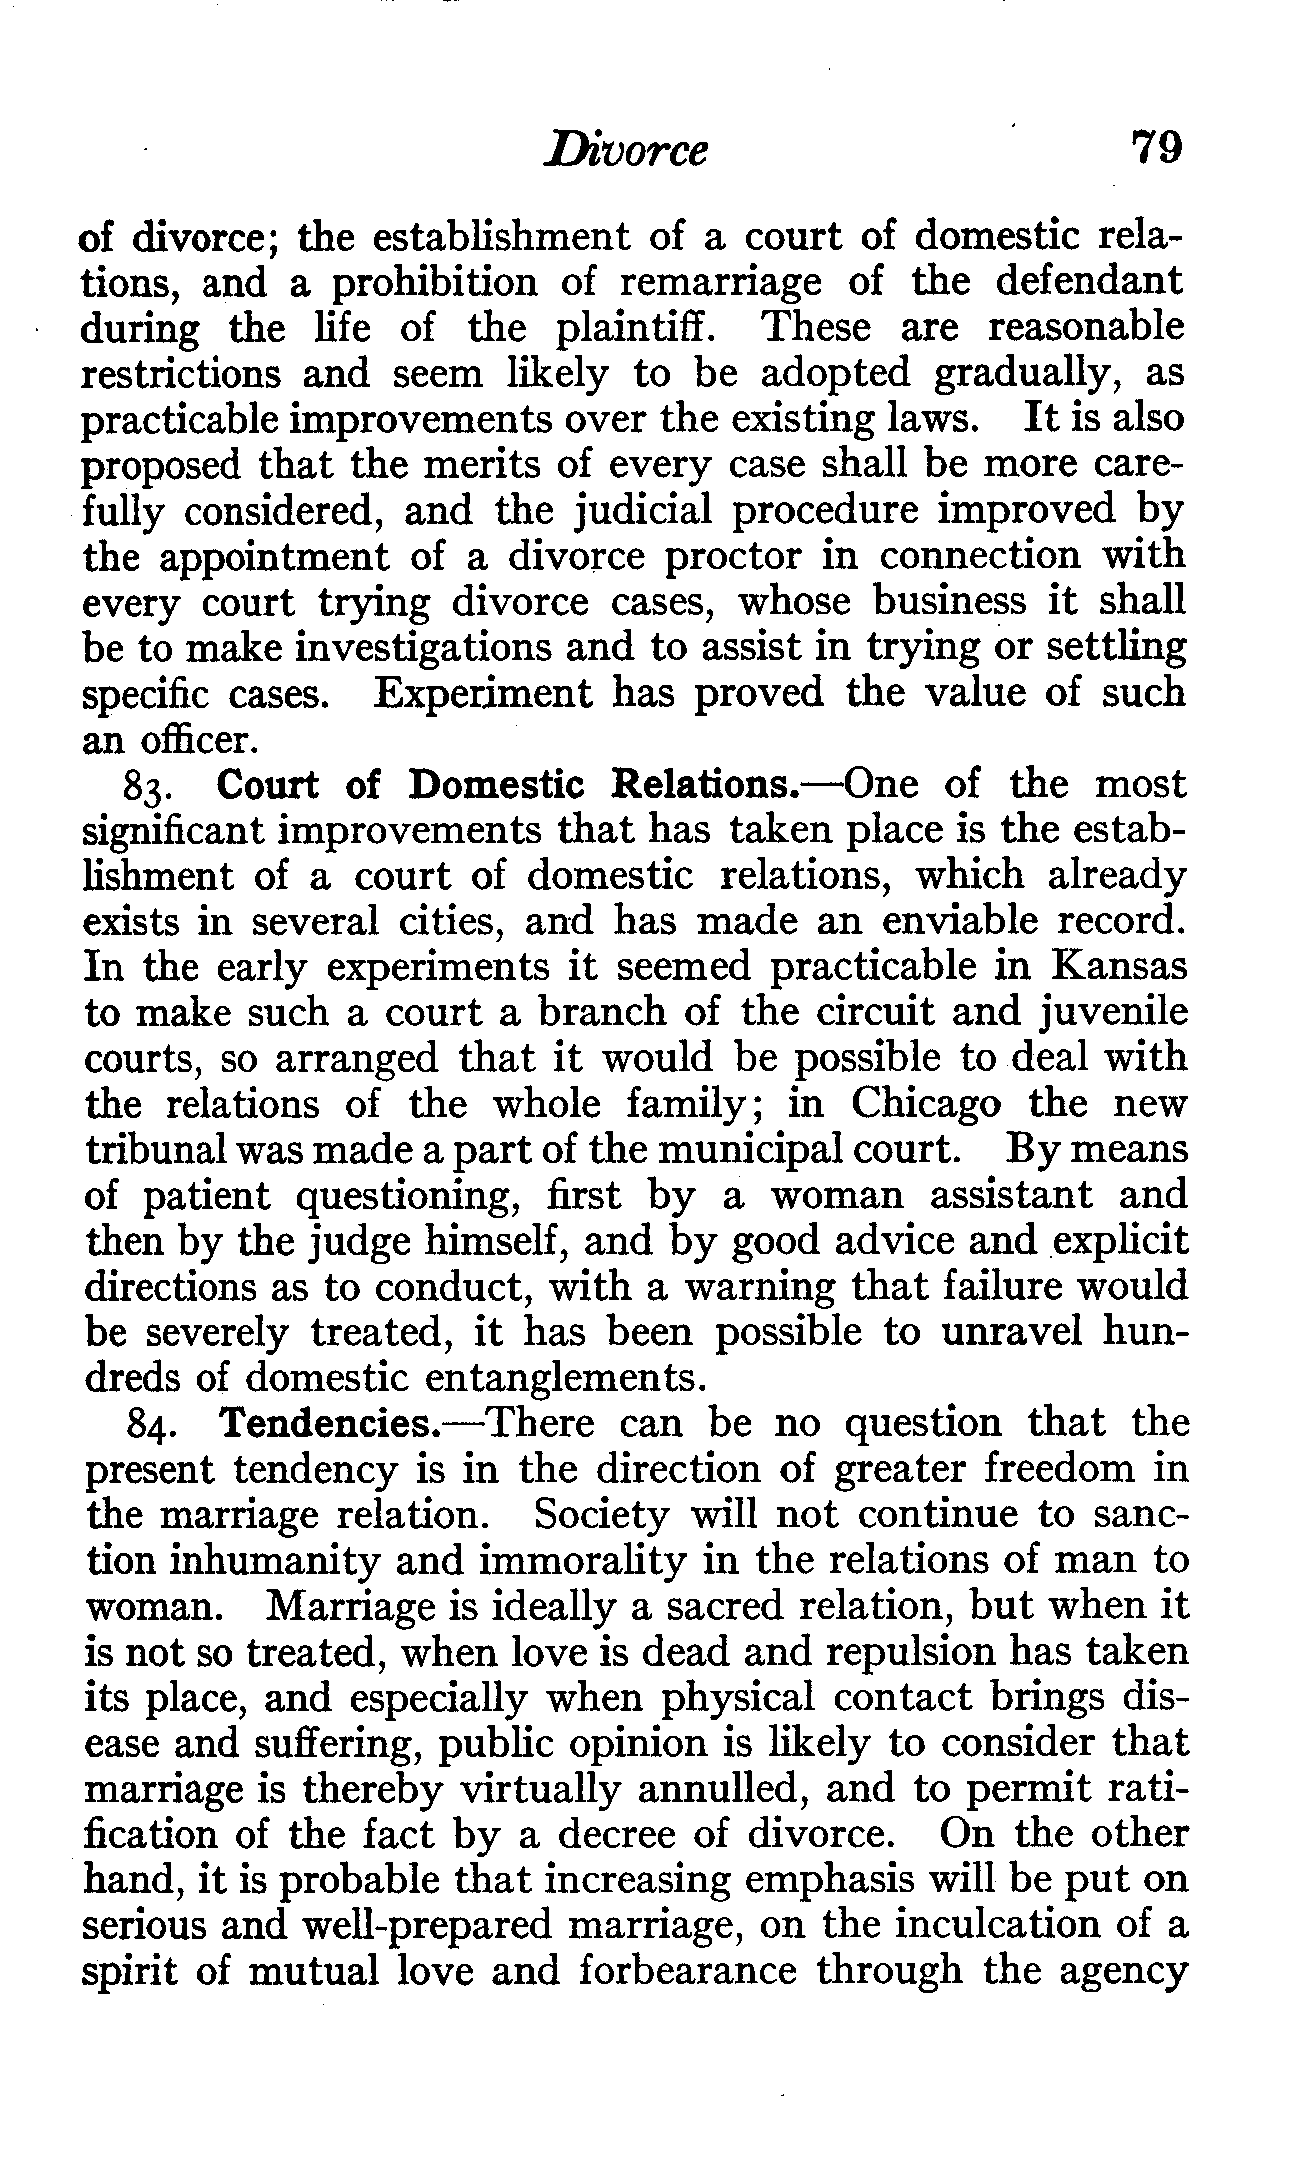 Divorce 79
of divorce; the establishment of a court of domestic rela-
tions, and a prohibition of remarriage of the defendant
during the life of the plaintiff. These are reasonable
restrictions and seem likely to be adopted gradually, as
practicable improvements over the existing laws. It is also
proposed that the merits of every case shall be more care-
fully considered, and the judicial procedure improved by
the appointment of a divorce proctor in connection with
every court trying divorce cases, whose business it shall
be to make investigations and to assist in trying or settling
specific cases. Experiment has proved the value of such
an officer.
83. Court of Domestic Relations.—One of the most
significant improvements that has taken place is the estab-
lishment of a court of domestic relations, which already
exists in several cities, and has made an enviable record.
In the early experiments it seemed practicable in Kansas
to make such a court a branch of the circuit and juvenile
courts, so arranged that it would be possible to deal with
the relations of the whole family; in Chicago the new
tribunal was made a part of the municipal court. By means
of patient questioning, first by a woman assistant and
then by the judge himself, and by good advice and explicit
directions as to conduct, with a warning that failure would
be severely treated, it has been possible to unravel hun-
dreds of domestic entanglements.
84. Tendencies.—There can be no question that the
present tendency is in the direction of greater freedom in
the marriage relation. Society will not continue to sanc-
tion inhumanity and immorality in the relations of man to
woman. Marriage is ideally a sacred relation, but when it
is not so treated, when love is dead and repulsion has taken
its place, and especially when physical contact brings dis-
ease and suffering, public opinion is likely to consider that
marriage is thereby virtually annulled, and to permit rati-
fication of the fact by a decree of divorce. On the other
hand, it is probable that increasing emphasis will be put on
serious and well-prepared marriage, on the inculcation of a
spirit of mutual love and forbearance through the agency